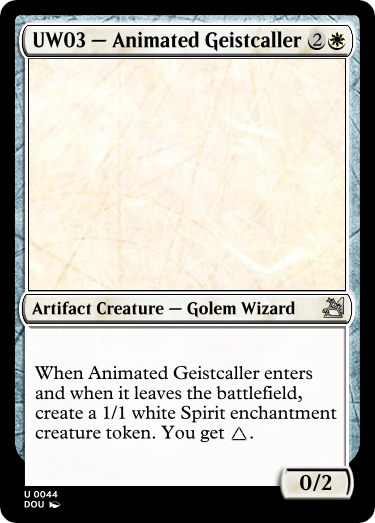 UW03 — Animated Geistcaller 2
Artifact Creature — Golem Wizard
When Animated Geistcaller enters
and when it leaves the battlefield,
create a 1/1 white Spirit enchantment
creature token. You get △.
0/2
U 0044
DOU